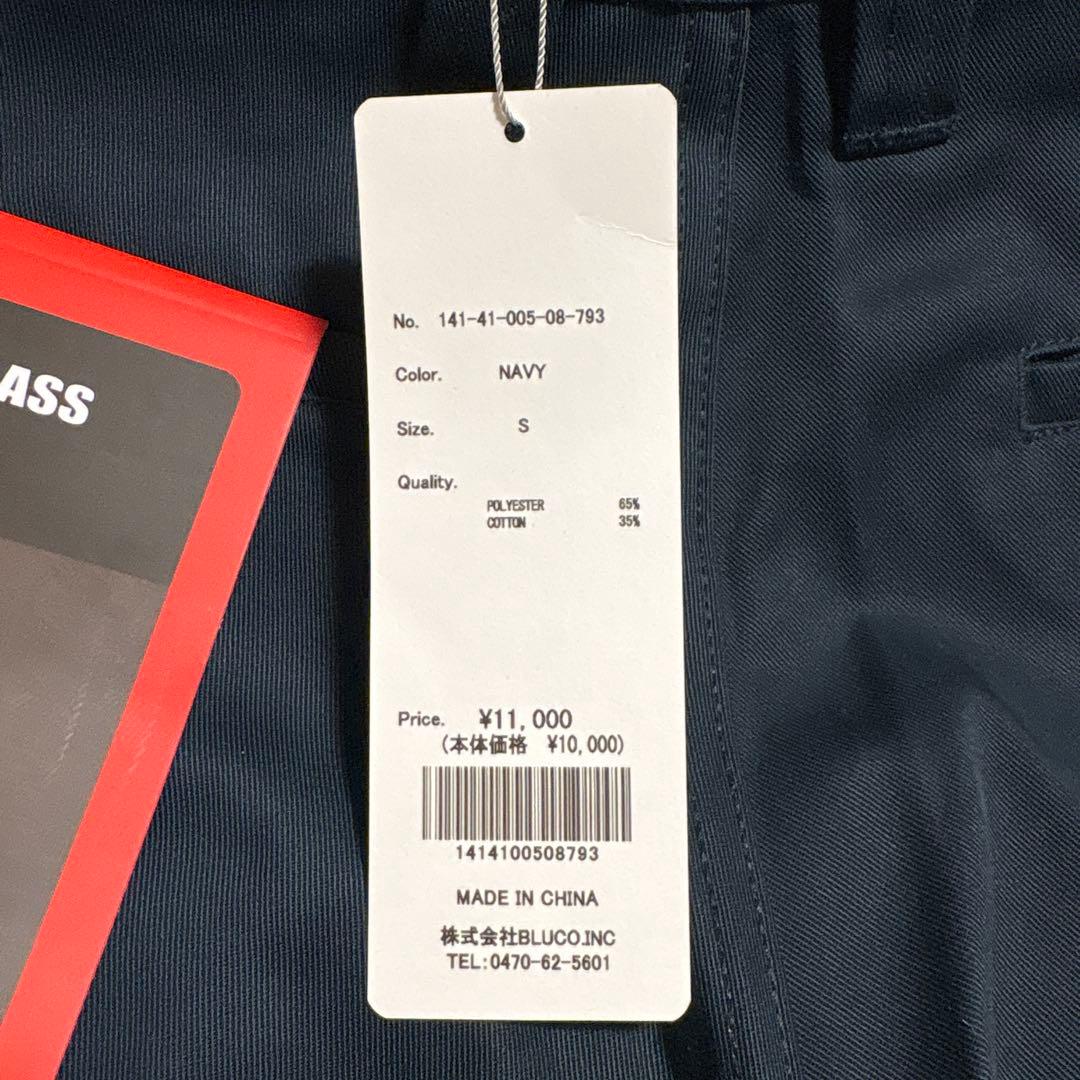 ASS
No. 141-41-005-08-793
Color. NAVY
Size. S
Quality.
POLYESTER 65%
COTTON 35%
Price. ¥11,000
(本体価格 ¥10,000)
1414100508793
MADE IN CHINA
株式会社BLUCO.INC
TEL:0470-62-5601